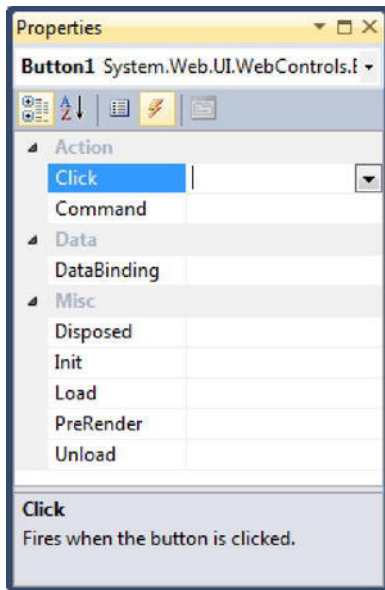 Properties
Button1 System.Web.UI.WebControls.
Action
Click
Command
Data
DataBinding
Misc
Disposed
Init
Load
PreRender
Unload
Click
Fires when the button is clicked.